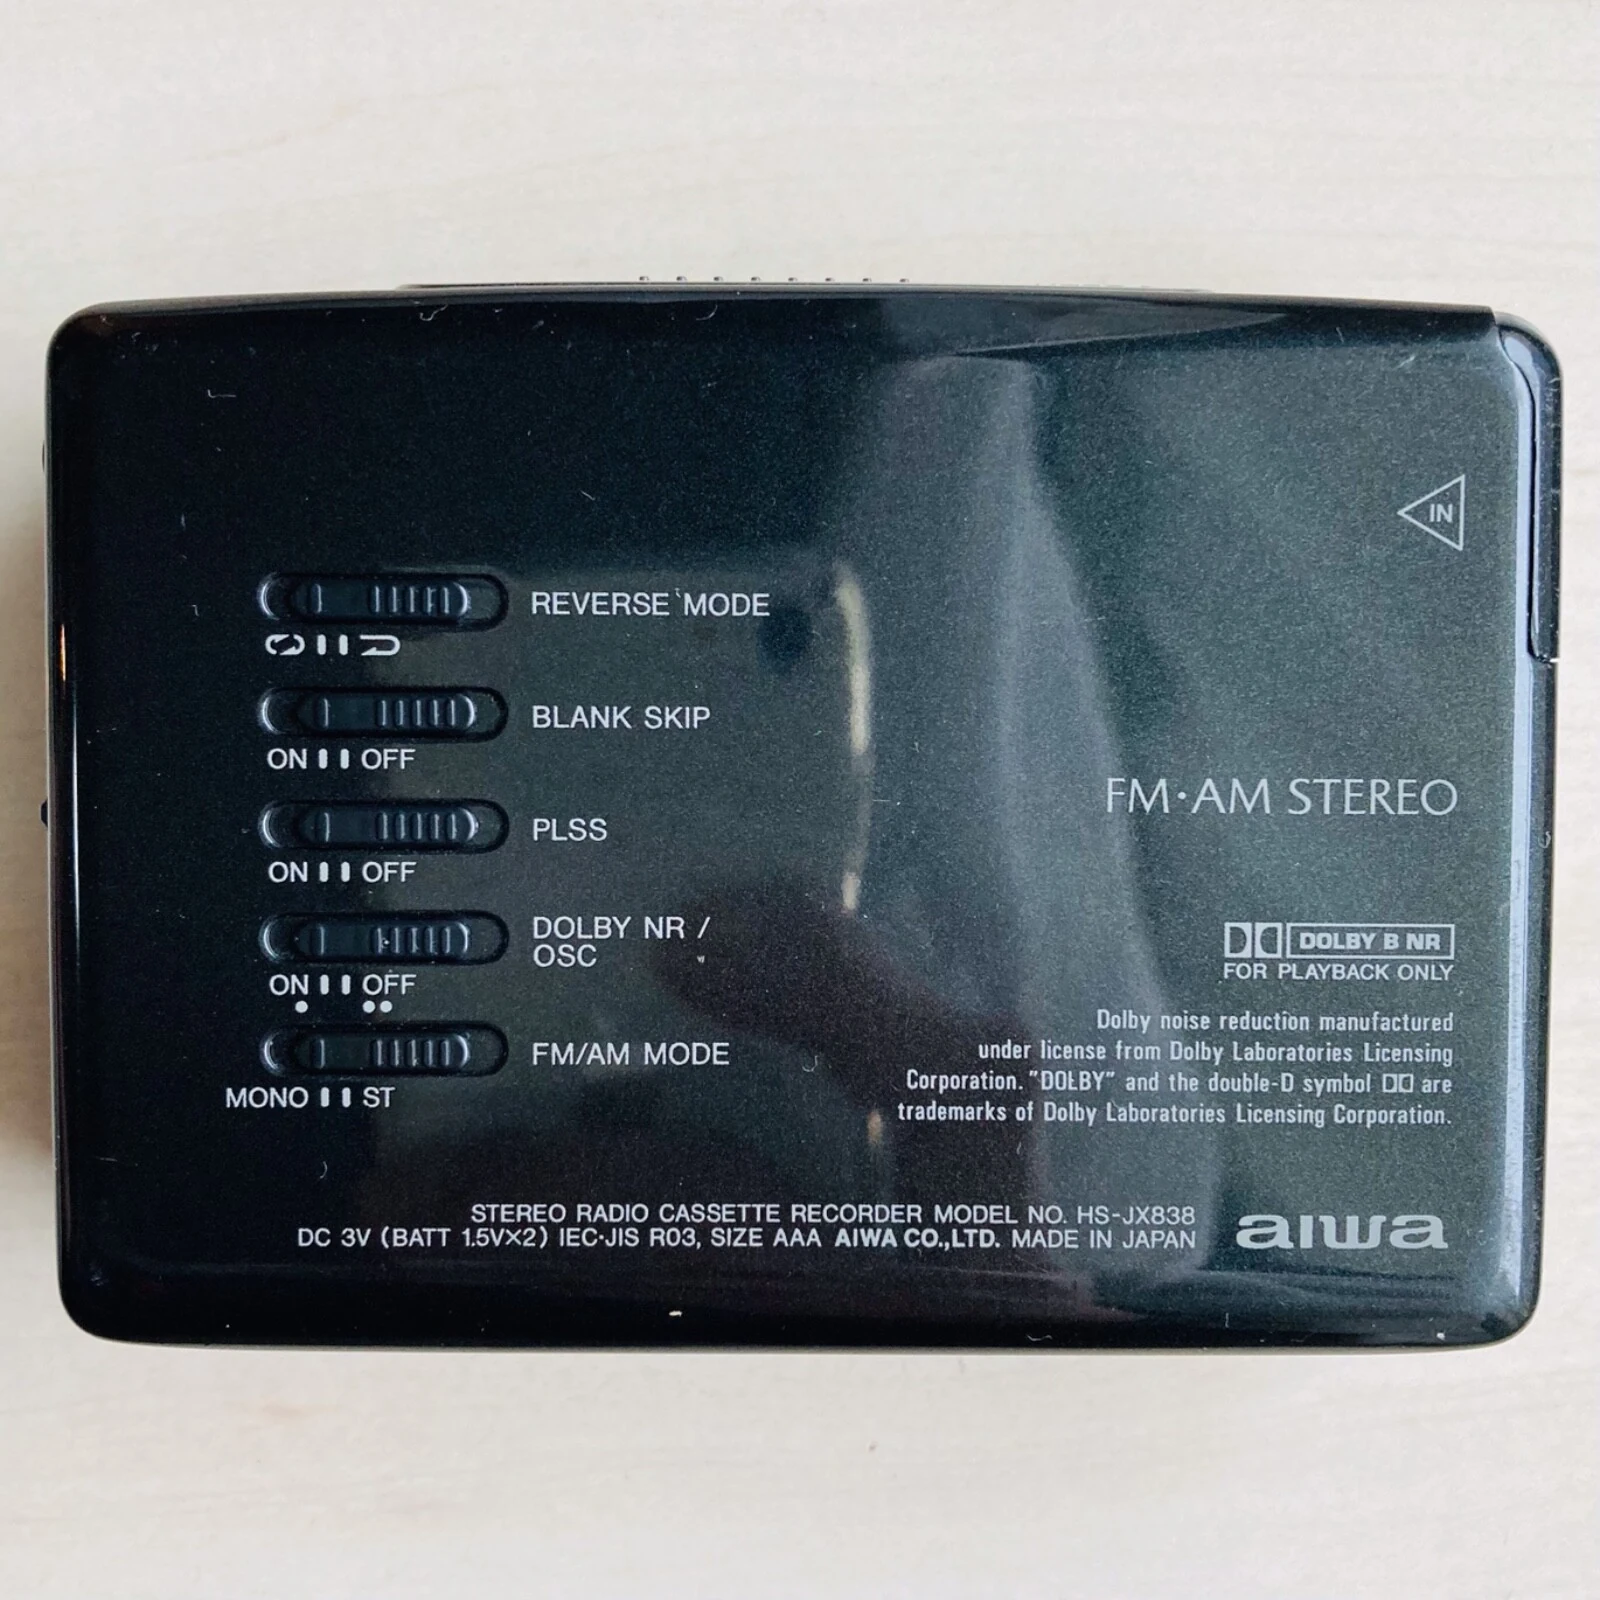 IN
REVERSE MODE
BLANK SKIP
ON OFF
PLSS
ON OFF
DOLBY NR /
OSC
ON OFF
FM/AM MODE
MONO ST
FM·AM STEREO
DOLBY B NR
FOR PLAYBACK ONLY
Dolby noise reduction manufactured
under license from Dolby Laboratories Licensing
Corporation. "DOLBY" and the double-D symbol are
trademarks of Dolby Laboratories Licensing Corporation.
STEREO RADIO CASSETTE RECORDER MODEL NO. HS-JX838
DC 3V (BATT 1.5V×2) IEC·JIS R03, SIZE AAA AIWA CO.,LTD. MADE IN JAPAN
aiwa